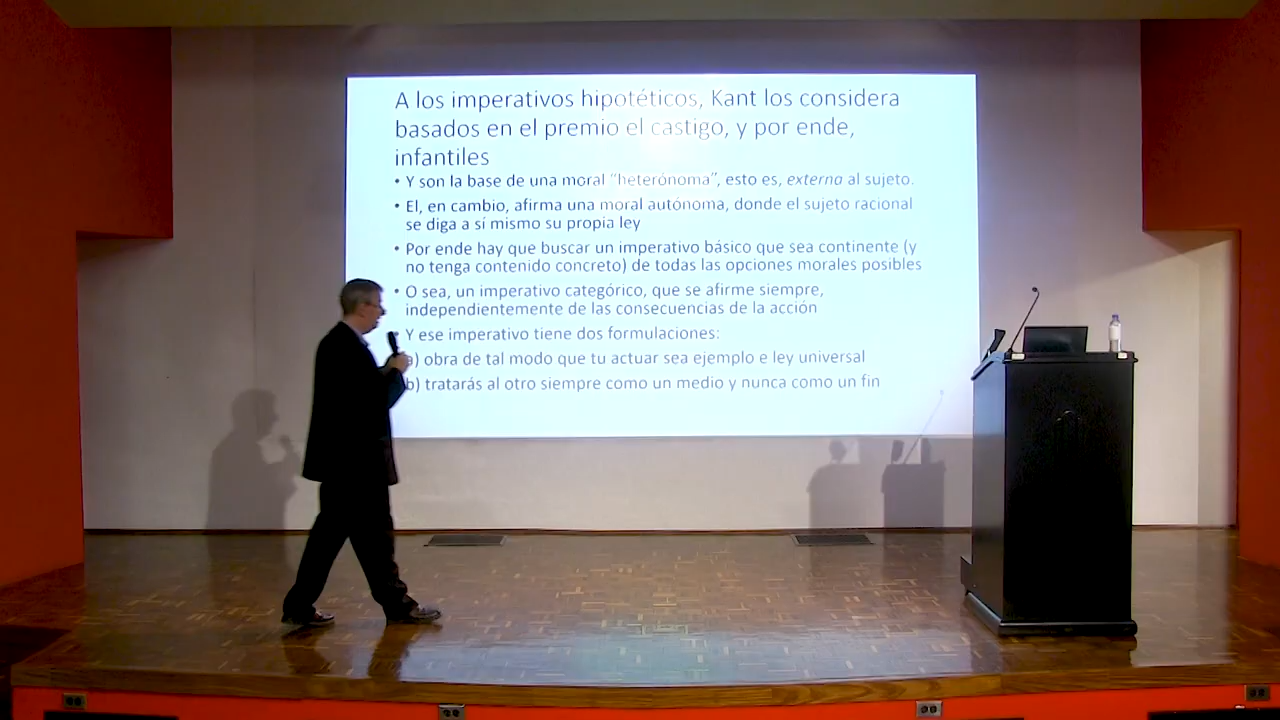 A los imperativos hipotéticos, Kant los considera
basados en el premio el castigo, y por ende,
infantiles
• Y son la base de una moral "heterónoma", esto es, externo al sujeto.
• El, en cambio, afirma una moral autónoma, donde el sujeto racional
se diga a sí mismo su propia ley
• Por ende hay que buscar un imperativo básico que sea continente (y
no tenga contenido concreto) de todas las opciones morales posibles
• O sea, un imperativo categórico, que se afirme siempre,
independientemente de las consecuencias de la acción
• Y ese imperativo tiene dos formulaciones:
a) obra de tal modo que tu actuar sea ejemplo e ley universal
b) tratarás al otro siempre como un medio y nunca como un fin